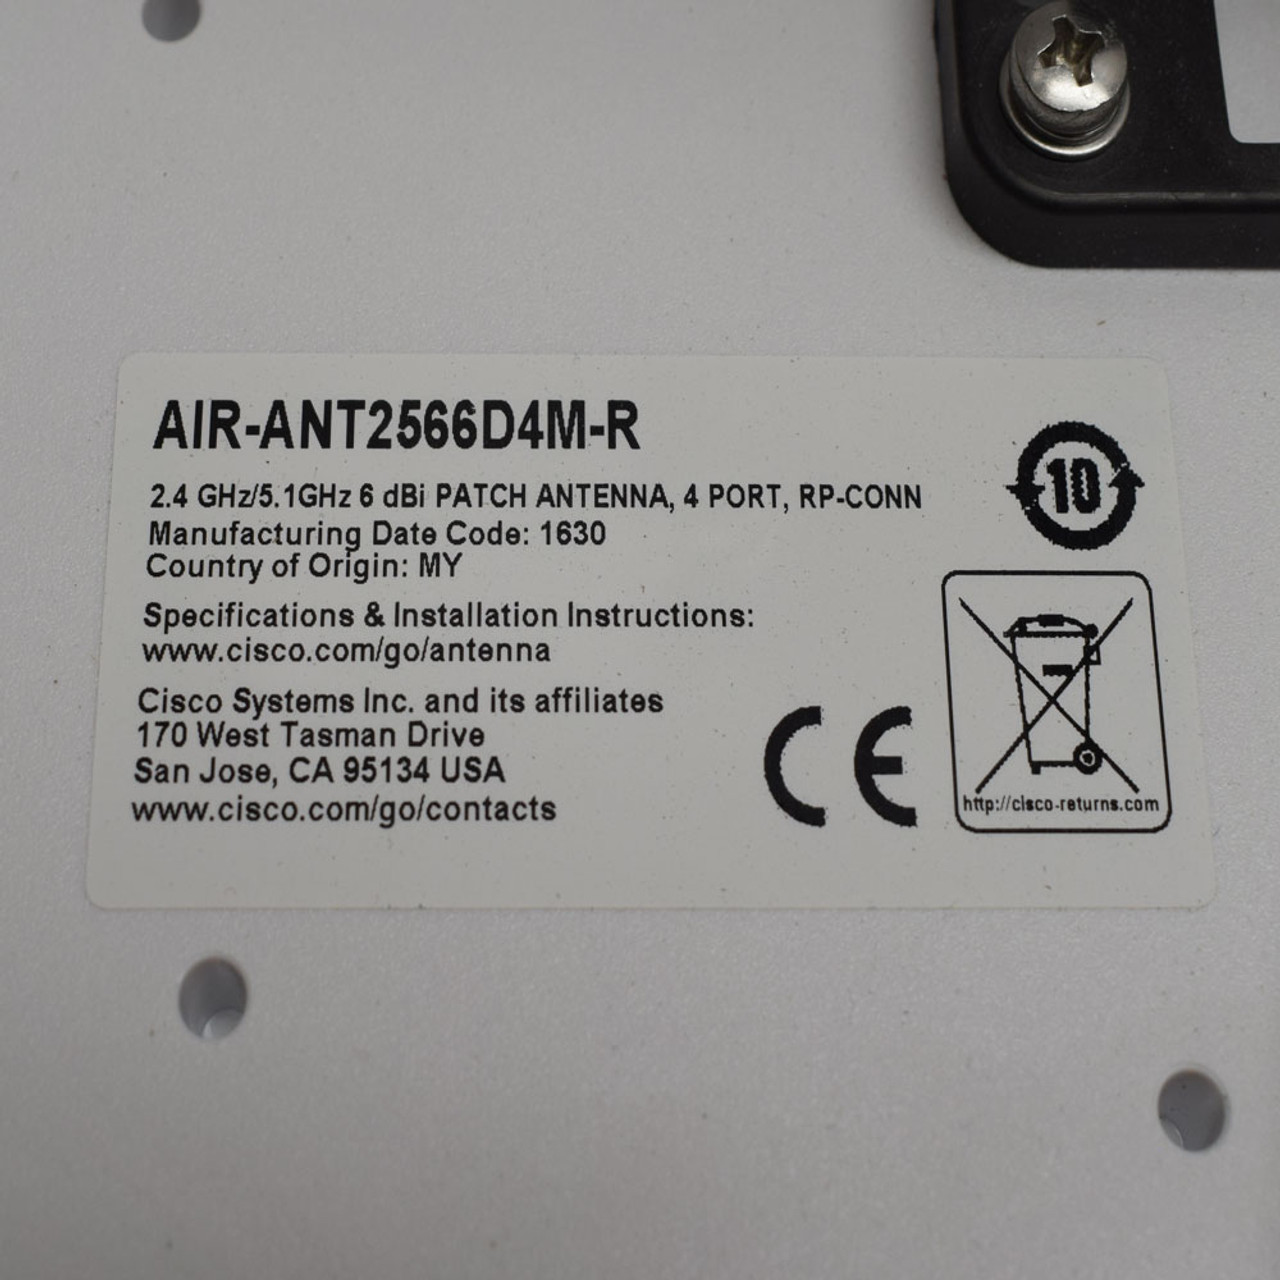 AIR-ANT2566D4M-R
2.4 GHz/5.1GHz 6 dBi PATCH ANTENNA, 4 PORT, RP-CONN
Manufacturing Date Code: 1630
Country of Origin: MY
Specifications & Installation Instructions:
www.cisco.com/go/antenna
Cisco Systems Inc. and its affiliates
170 West Tasman Drive
San Jose, CA 95134 USA
www.cisco.com/go/contacts
10
CE
http://cisco-returns.com